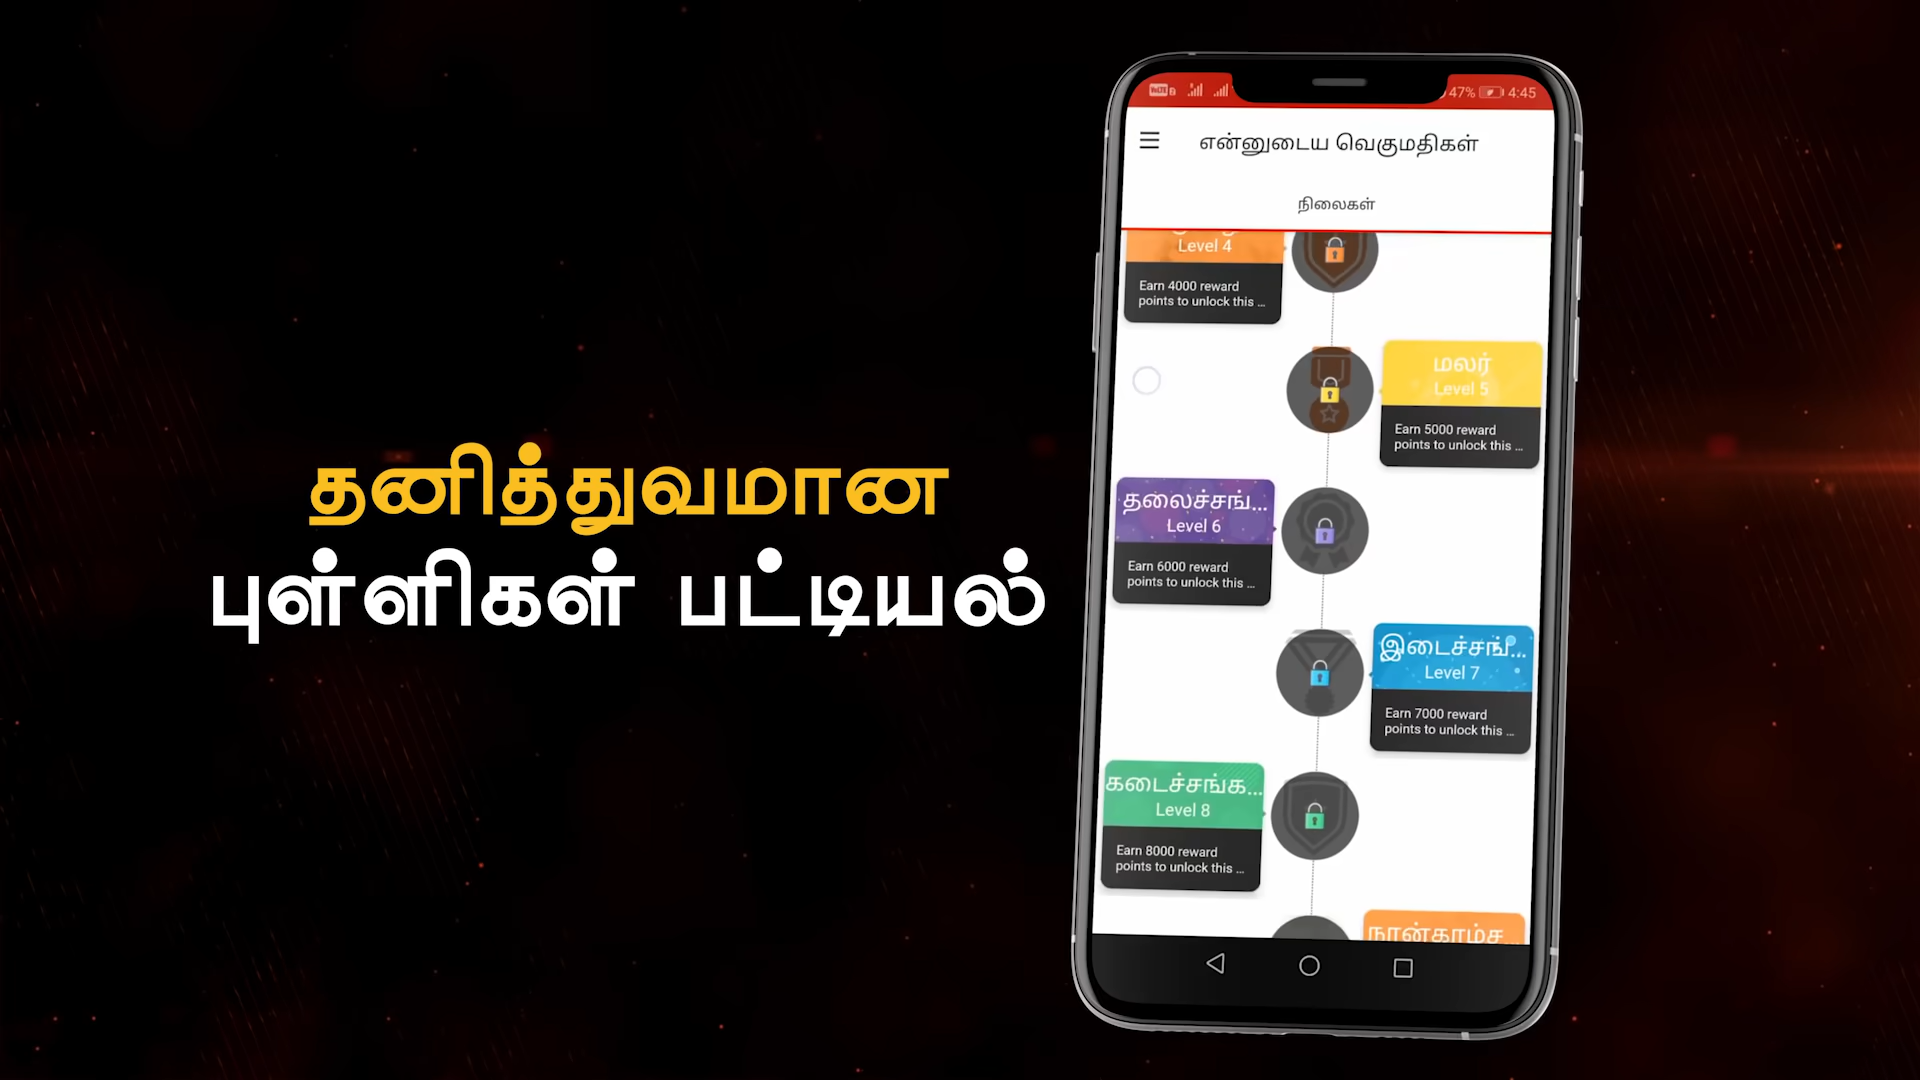 தனித்துவமான
புள்ளிகள் பட்டியல்
47% 4:45
என்னுடைய வெகுமதிகள்
நிலைகள்
Level 4
Earn 4000 reward
points to unlock this ...
மலர்
Level 5
Earn 5000 reward
points to unlock this ...
தலைச்சங்...
Level 6
Earn 6000 reward
points to unlock this ...
இடைச்சங்...
Level 7
Earn 7000 reward
points to unlock this ...
கடைச்சங்க...
Level 8
Earn 8000 reward
points to unlock this ...
நான்காம்ச...